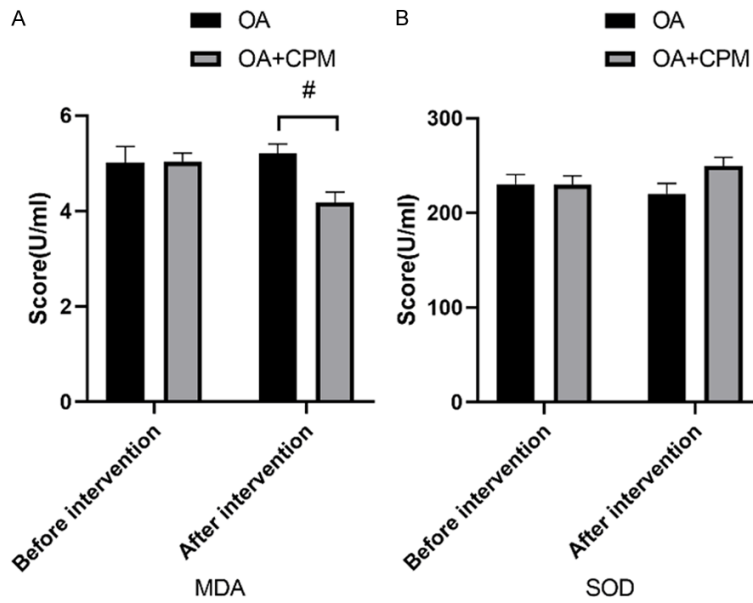 A
OA
OA+CPM
#
Score(U/ml)
6
4
2
0
Before intervention
After intervention
MDA
B
OA
OA+CPM
Score(U/ml)
300
200
100
0
Before intervention
After intervention
SOD